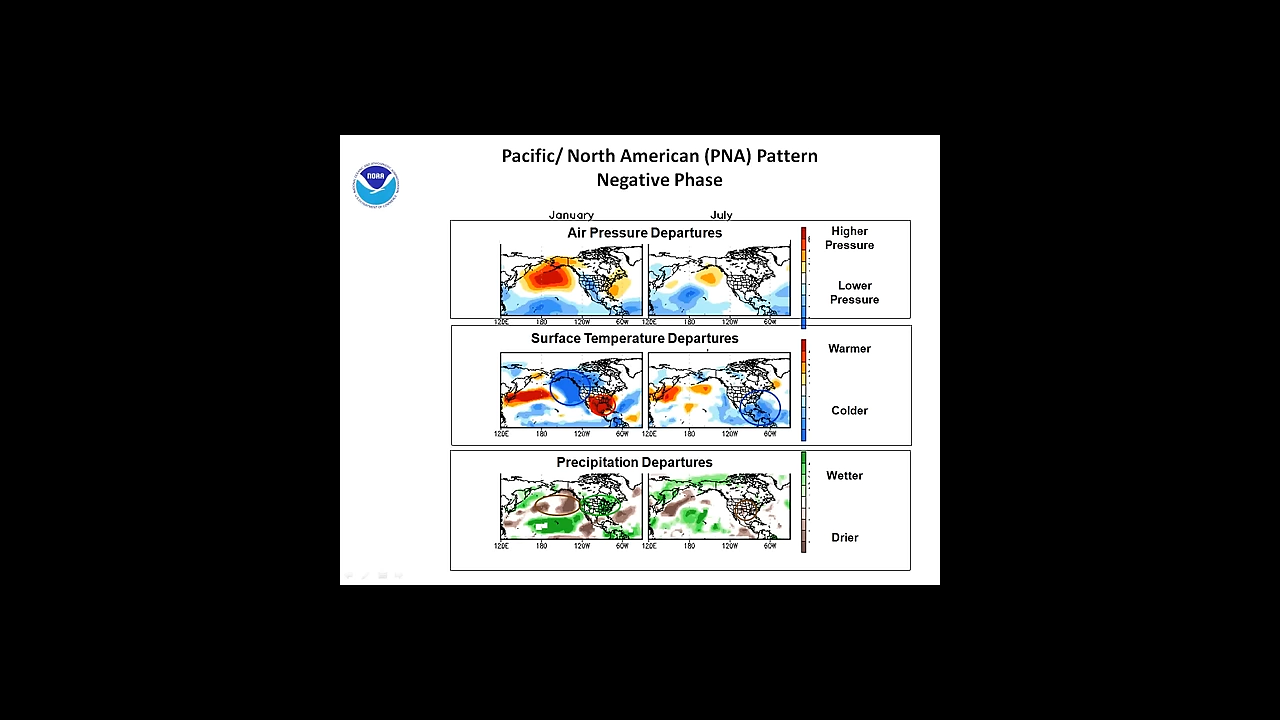 Pacific/ North American (PNA) Pattern
Negative Phase
NOAA
January
July
Air Pressure Departures
Higher
Pressure
Lower
Pressure
120E 180 120W 60W 120E 180 120W 60W
Surface Temperature Departures
Warmer
Colder
120E 180 120W 60W 120E 180 120W 60W
Precipitation Departures
Wetter
Drier
120E 180 120W 60W 120E 180 120W 60W